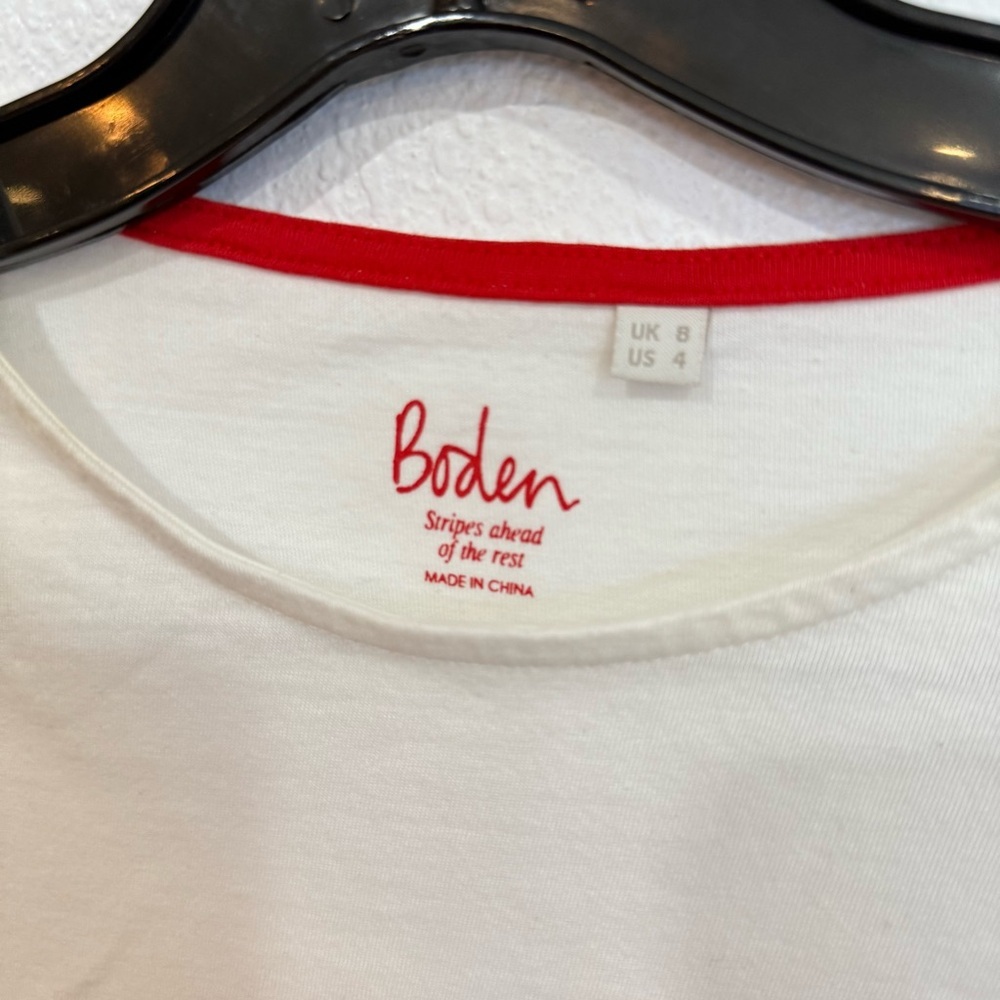 UK 8
US 4
Boden
Stripes ahead
of the rest
MADE IN CHINA